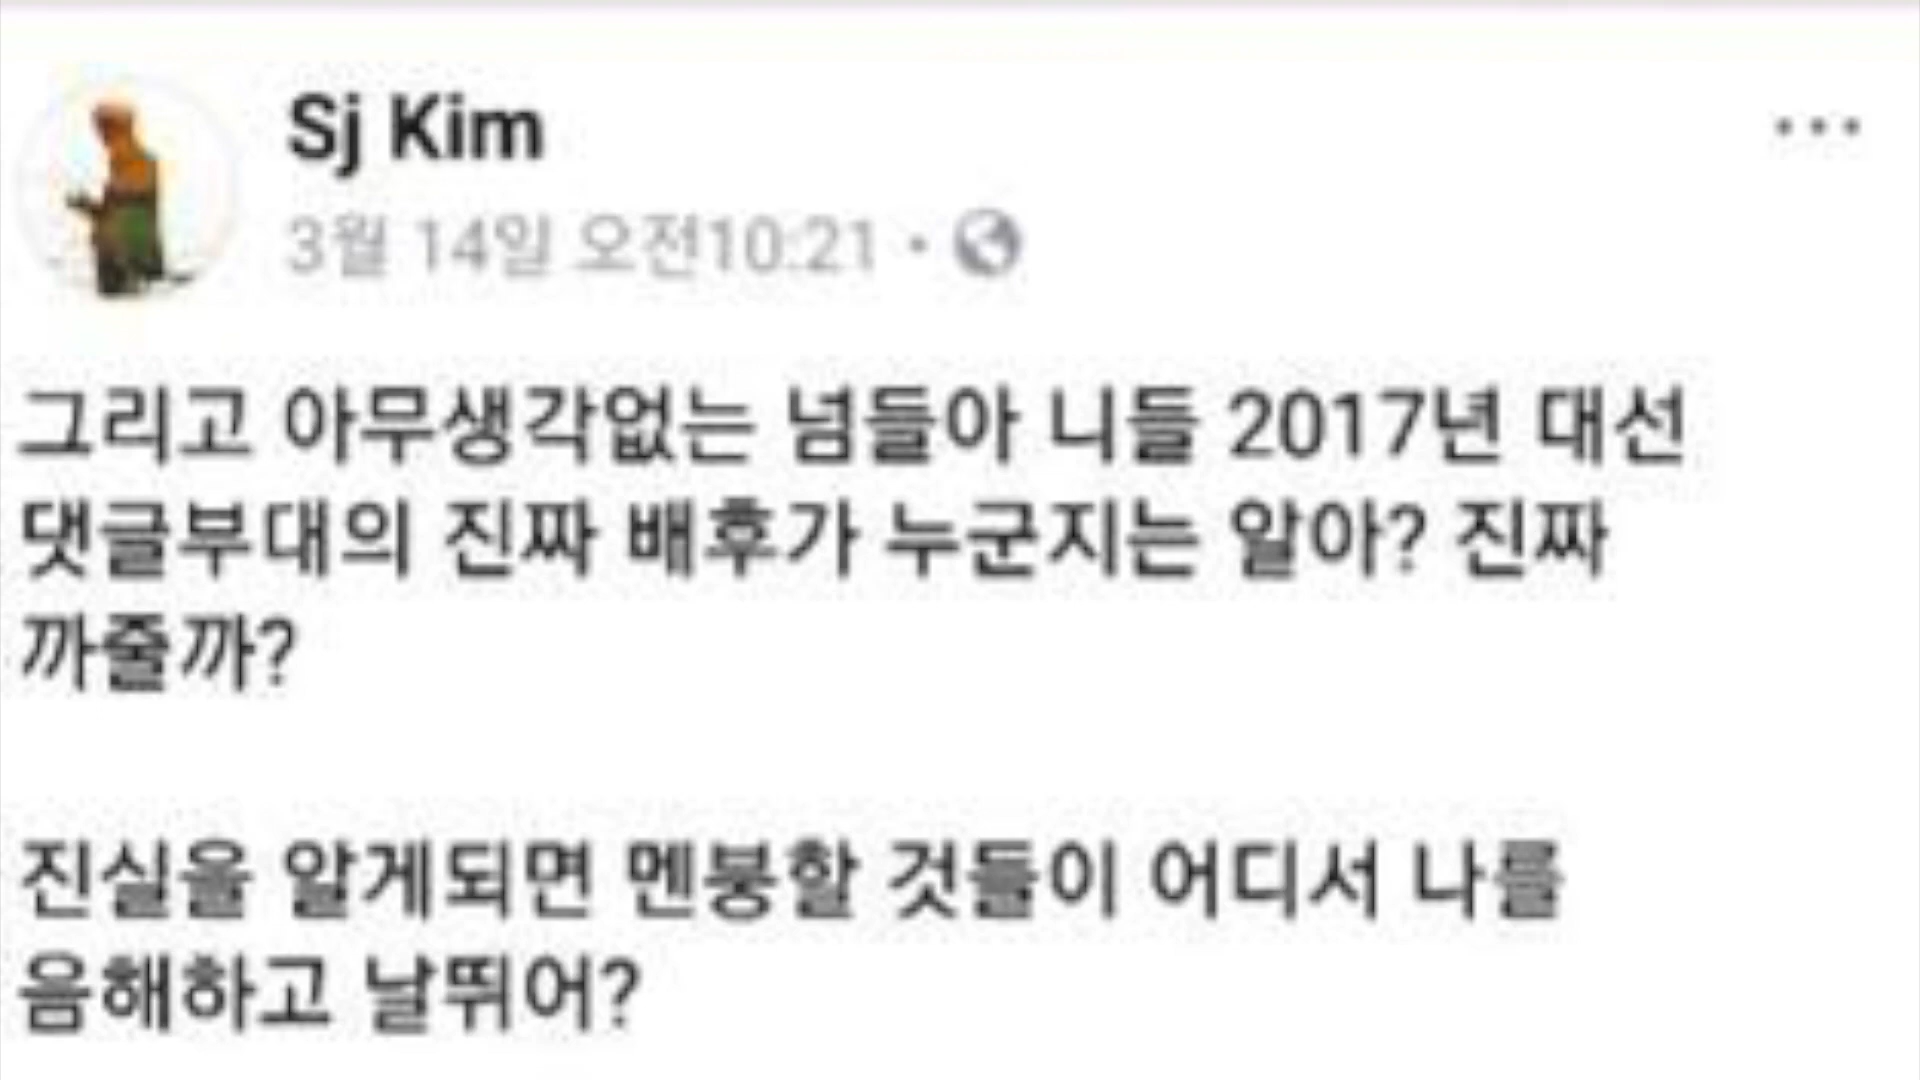 Sj Kim
3월 14일 오전10:21
그리고 아무생각없는 넘들아 니들 2017년 대선
댓글부대의 진짜 배후가 누군지는 알아? 진짜
까줄까?
진실을 알게되면 멘붕할 것들이 어디서 나를
음해하고 날뛰어?